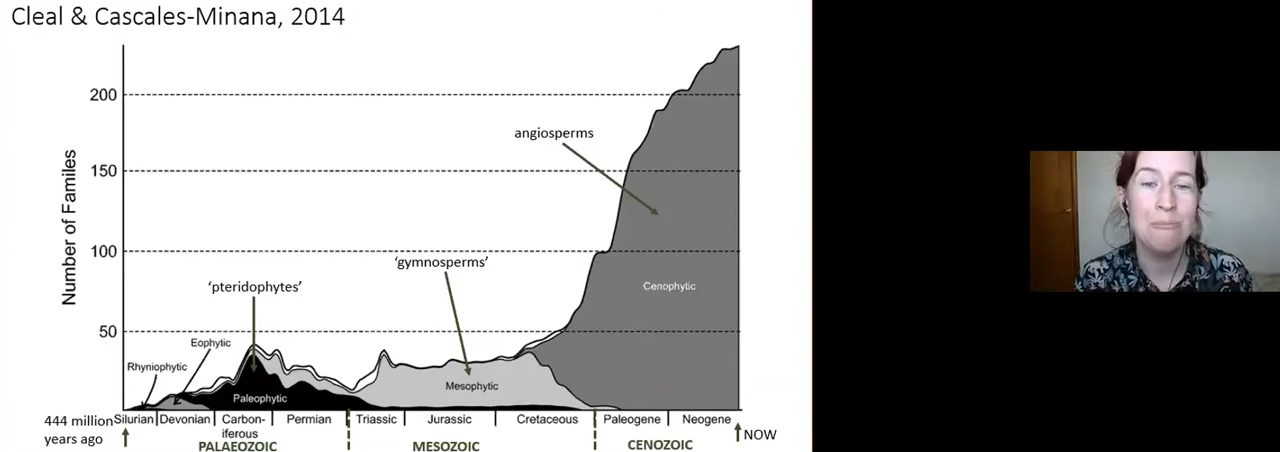 Cleal & Cascales-Minana, 2014
Number of Familes
200
150
100
50
angiosperms
'gymnosperms'
'pteridophytes'
Cenophytic
Eophytic
Rhyniophytic
Mesophytic
Paleophytic
444 million
years ago
Silurian Devonian Carbon-
iferous Permian Triassic Jurassic Cretaceous Paleogene Neogene
NOW
PALAEOZOIC MESOZOIC CENOZOIC